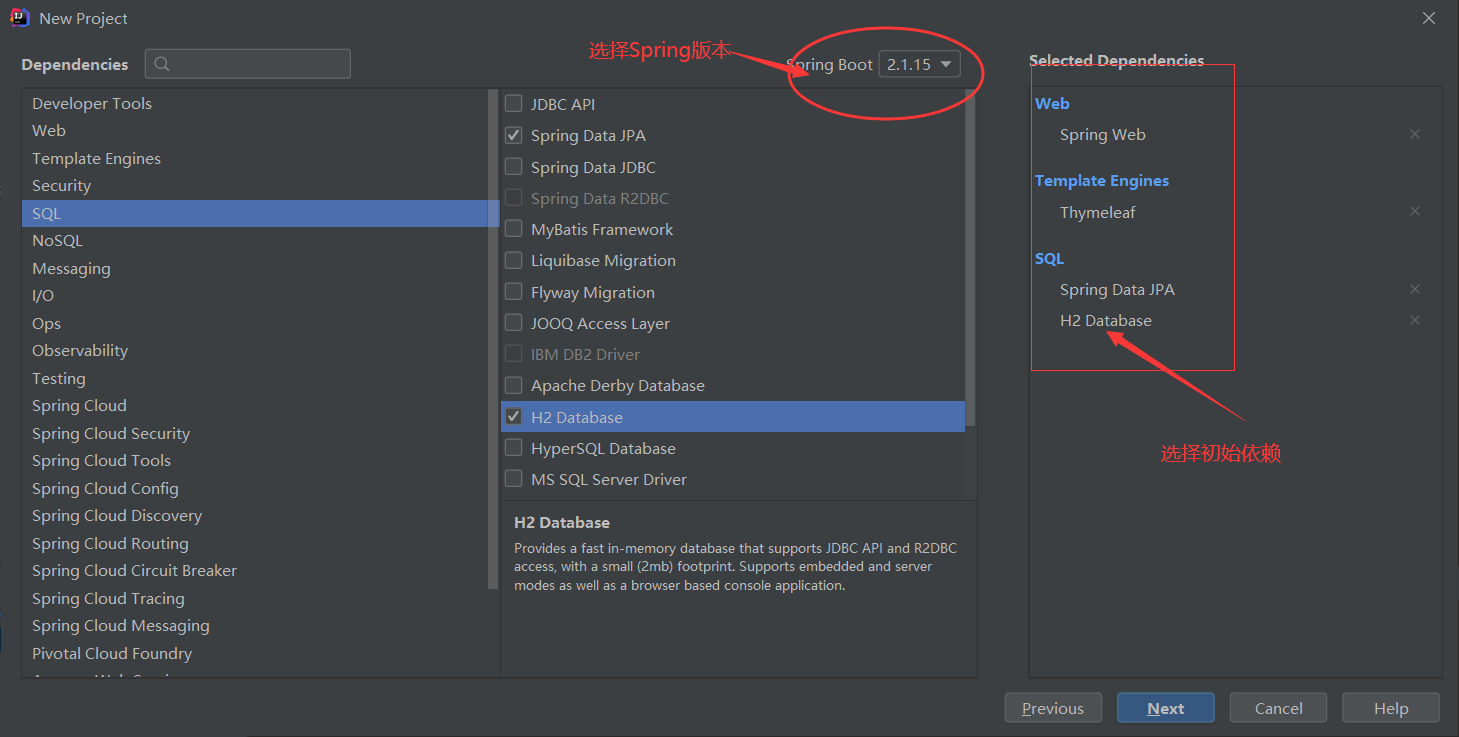 New Project
Dependencies
选择Spring版本
Spring Boot 2.1.15
Selected Dependencies
Developer Tools
Web
Template Engines
Security
SQL
NoSQL
Messaging
I/O
Ops
Observability
Testing
Spring Cloud
Spring Cloud Security
Spring Cloud Tools
Spring Cloud Config
Spring Cloud Discovery
Spring Cloud Routing
Spring Cloud Circuit Breaker
Spring Cloud Tracing
Spring Cloud Messaging
Pivotal Cloud Foundry
JDBC API
Spring Data JPA
Spring Data JDBC
Spring Data R2DBC
MyBatis Framework
Liquibase Migration
Flyway Migration
JOOQ Access Layer
IBM DB2 Driver
Apache Derby Database
H2 Database
HyperSQL Database
MS SQL Server Driver
H2 Database
Provides a fast in-memory database that supports JDBC API and R2DBC
access, with a small (2mb) footprint. Supports embedded and server
modes as well as a browser based console application.
Web
Spring Web
Template Engines
Thymeleaf
SQL
Spring Data JPA
H2 Database
选择初始依赖
Previous
Next
Cancel
Help